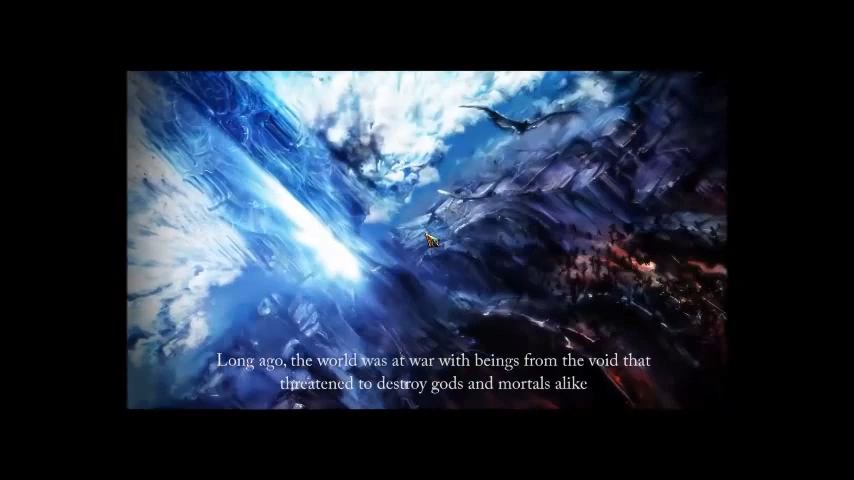 Long ago, the world was at war with beings from the void that
threatened to destroy gods and mortals alike